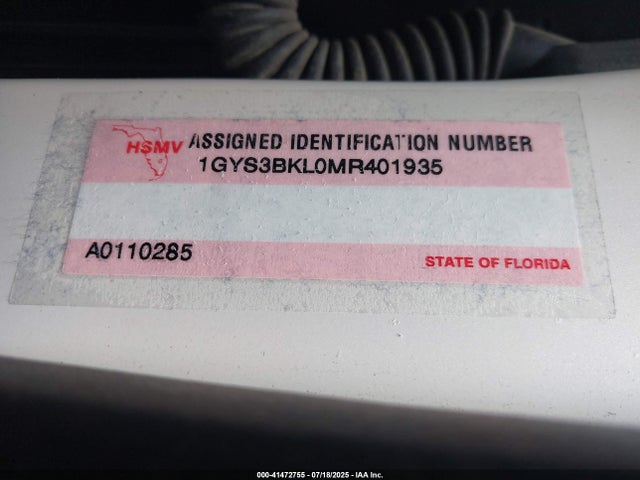 HSMV ASSIGNED IDENTIFICATION NUMBER
1GYS3BKL0MR401935
A0110285
STATE OF FLORIDA
000-41472755 - 07/18/2025 - IAA Inc.